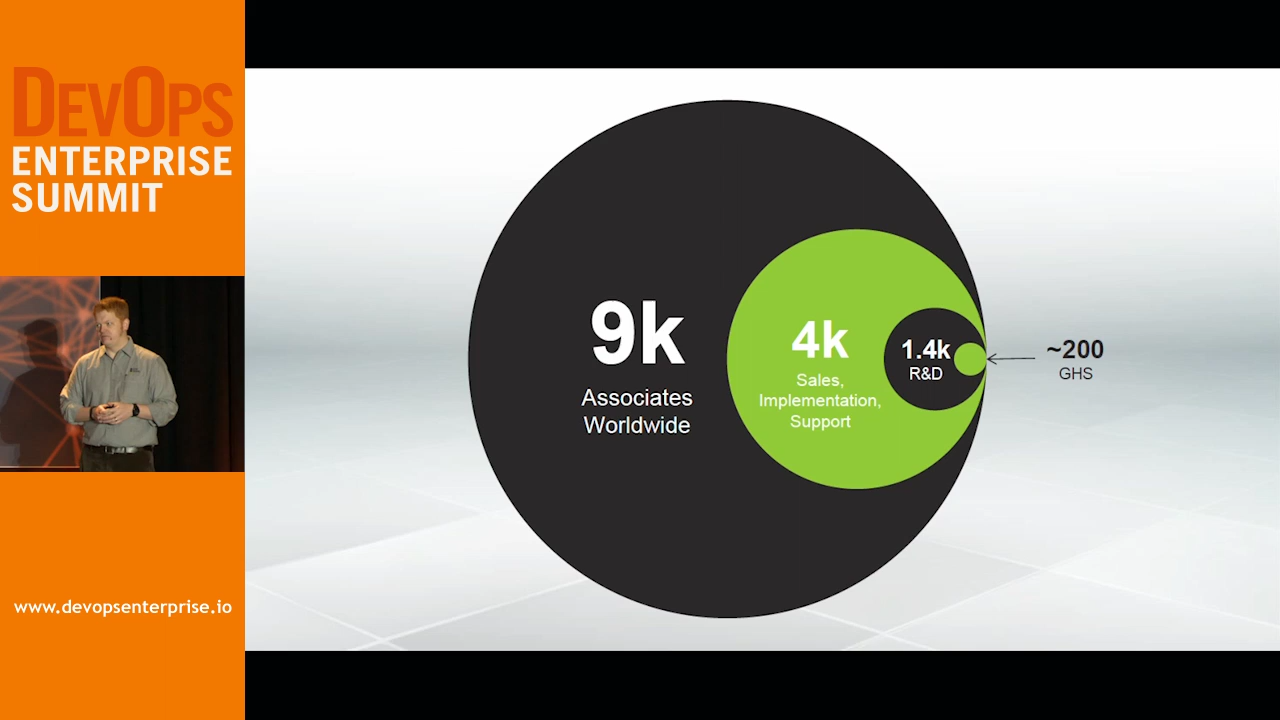 DEVOPS
ENTERPRISE
SUMMIT
www.devopsenterprise.io
9k
Associates
Worldwide
4k
Sales,
Implementation,
Support
1.4k
R&D
~200
GHS